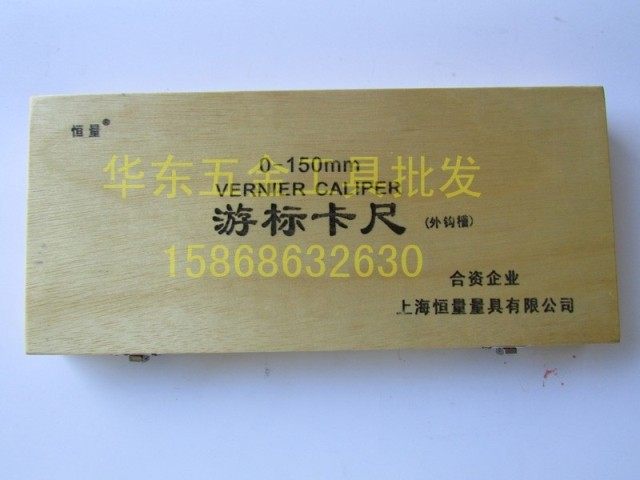 恒量®
华东五金工具批发
0-150mm
VERNIER CALIPER
游标卡尺 (外钩槽)
15868632630
合资企业
上海恒量量具有限公司